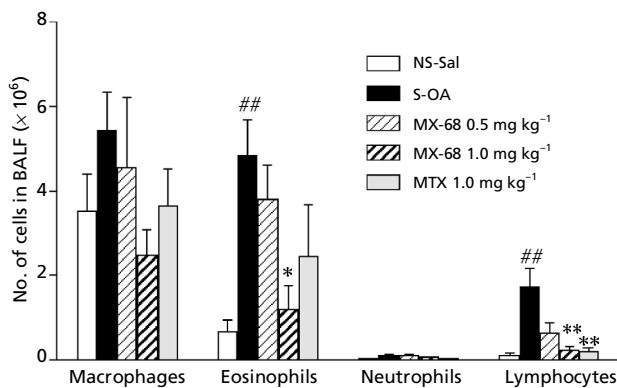 No. of cells in BALF (× 10⁶)
8
6
4
2
0
NS-Sal
S-OA
MX-68 0.5 mg kg⁻¹
MX-68 1.0 mg kg⁻¹
MTX 1.0 mg kg⁻¹
##
*
##
**
**
Macrophages Eosinophils Neutrophils Lymphocytes